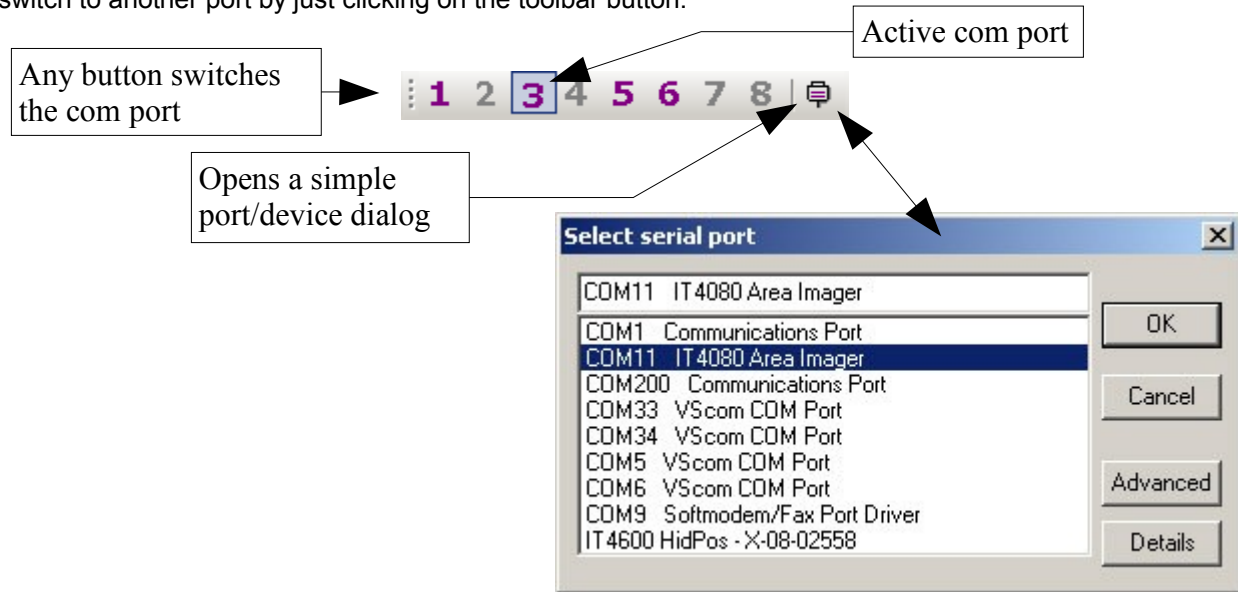 switch to another port by just clicking on the toolbar button.
Active com port
Any button switches
the com port
1 2 3 4 5 6 7 8
Opens a simple
port/device dialog
Select serial port
COM11 IT4080 Area Imager
COM1 Communications Port
COM11 IT4080 Area Imager
COM200 Communications Port
COM33 VScom COM Port
COM34 VScom COM Port
COM5 VScom COM Port
COM6 VScom COM Port
COM9 Softmodem/Fax Port Driver
IT4600 HidPos - X-08-02558
OK
Cancel
Advanced
Details